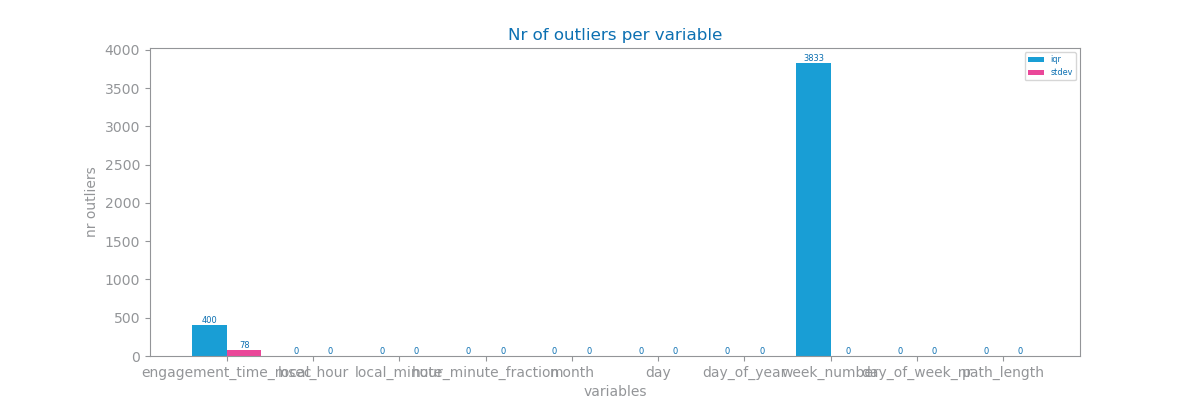 Nr of outliers per variable
nr outliers
4000
3500
3000
2500
2000
1500
1000
500
0
iqr
stdev
400 78 0 0 0 0 0 0 0 0 0 0 0 0 3833 0 0 0 0 0
engagement_time_msec local_hour local_minute hour_minute_fraction month day day_of_year week_number day_of_week_nr path_length
variables